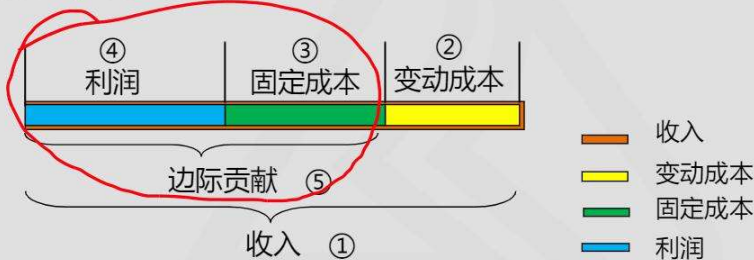 ④ ③ ②
利润 固定成本 变动成本
边际贡献 ⑤
收入 ①
收入
变动成本
固定成本
利润